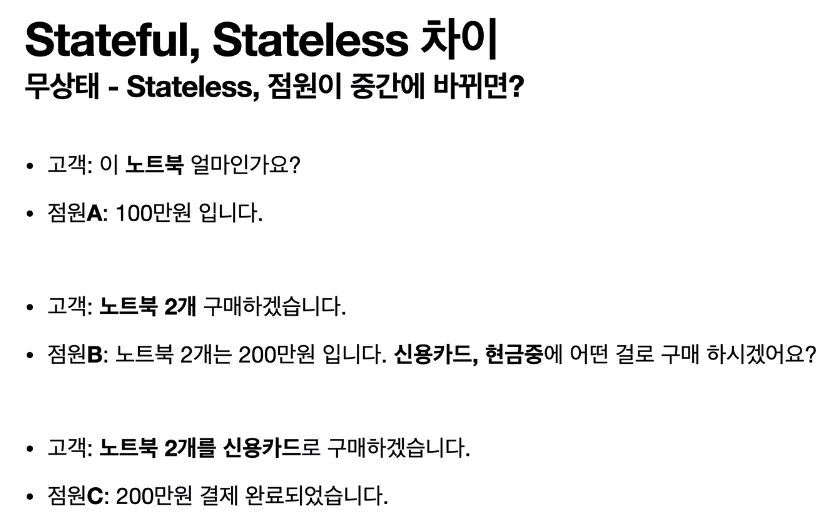 Stateful, Stateless 차이
무상태 - Stateless, 점원이 중간에 바뀌면?
• 고객: 이 노트북 얼마인가요?
• 점원A: 100만원 입니다.
• 고객: 노트북 2개 구매하겠습니다.
• 점원B: 노트북 2개는 200만원 입니다. 신용카드, 현금중에 어떤 걸로 구매 하시겠어요?
• 고객: 노트북 2개를 신용카드로 구매하겠습니다.
• 점원C: 200만원 결제 완료되었습니다.